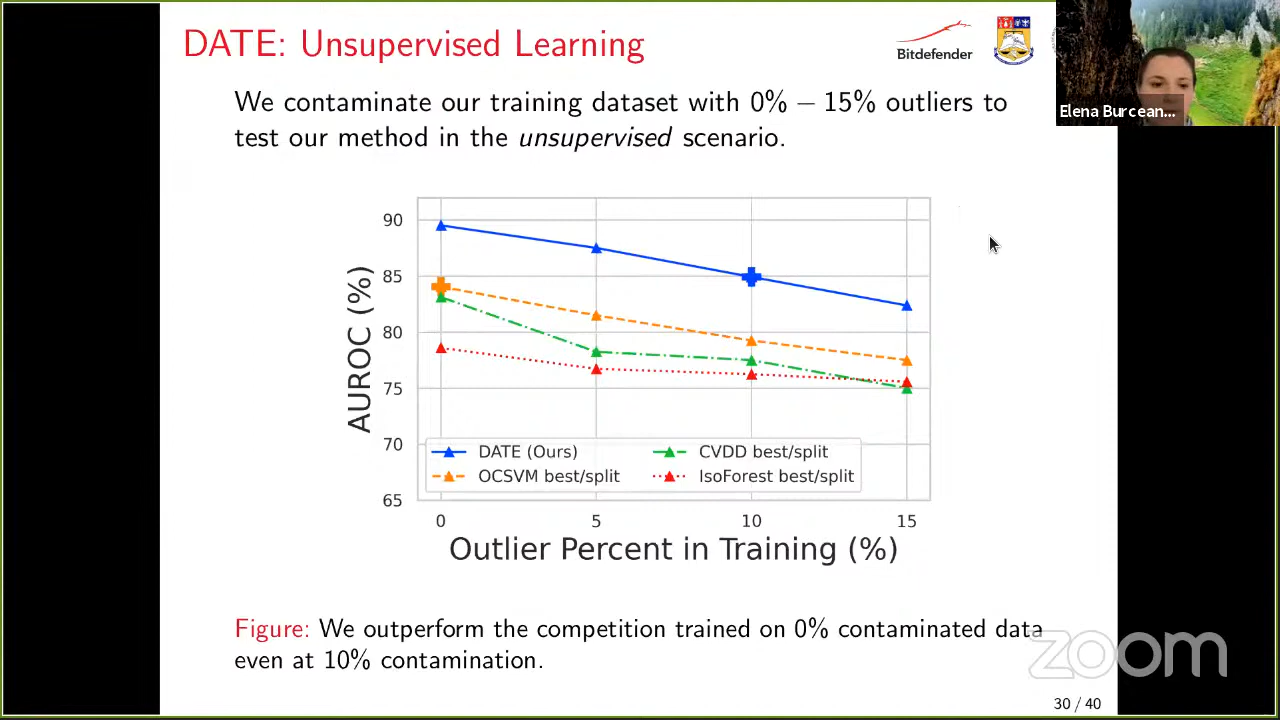 DATE: Unsupervised Learning
Bitdefender
Elena Burcean...
We contaminate our training dataset with 0% – 15% outliers to
test our method in the unsupervised scenario.
90
85
80
75
70
65
AUROC (%)
DATE (Ours)
OCSVM best/split
CVDD best/split
IsoForest best/split
0 5 10 15
Outlier Percent in Training (%)
Figure: We outperform the competition trained on 0% contaminated data
even at 10% contamination.
zoom
30 / 40